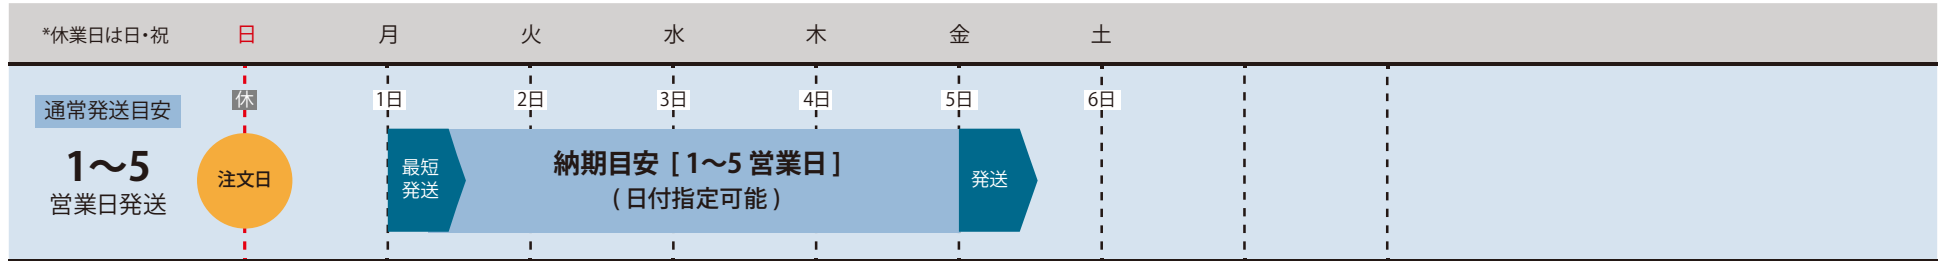 *休業日は日・祝 日 月 火 水 木 金 土
休 1日 2日 3日 4日 5日 6日
通常発送目安
1〜5
営業日発送
注文日
最短
発送
納期目安 [ 1〜5 営業日 ]
( 日付指定可能 )
発送